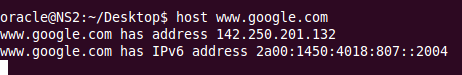 oracle@NS2:~/Desktop$ host www.google.com
www.google.com has address 142.250.201.132
www.google.com has IPv6 address 2a00:1450:4018:807::2004